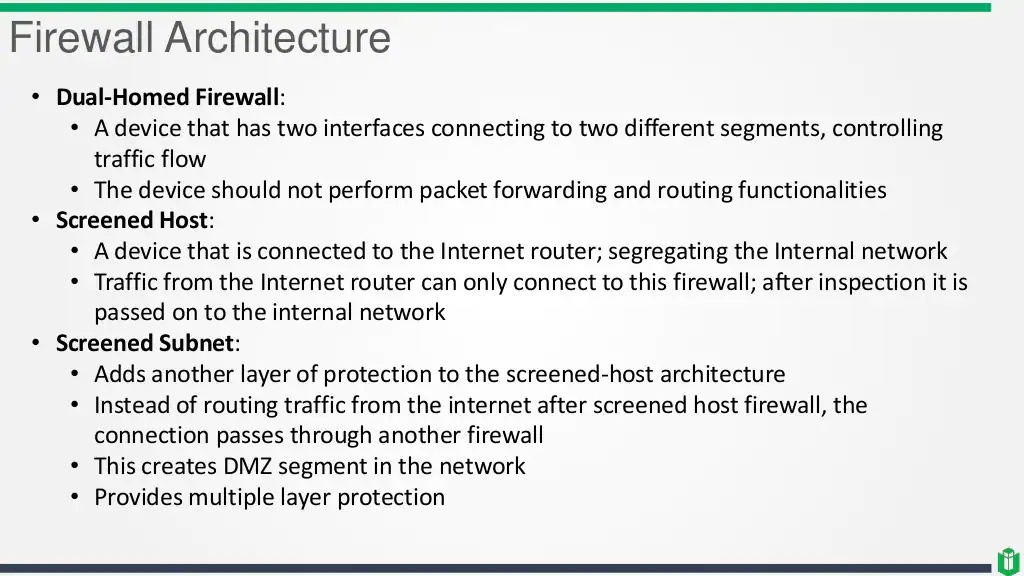 Firewall Architecture
• Dual-Homed Firewall:
• A device that has two interfaces connecting to two different segments, controlling
traffic flow
• The device should not perform packet forwarding and routing functionalities
• Screened Host:
• A device that is connected to the Internet router; segregating the Internal network
• Traffic from the Internet router can only connect to this firewall; after inspection it is
passed on to the internal network
• Screened Subnet:
• Adds another layer of protection to the screened-host architecture
• Instead of routing traffic from the internet after screened host firewall, the
connection passes through another firewall
• This creates DMZ segment in the network
• Provides multiple layer protection